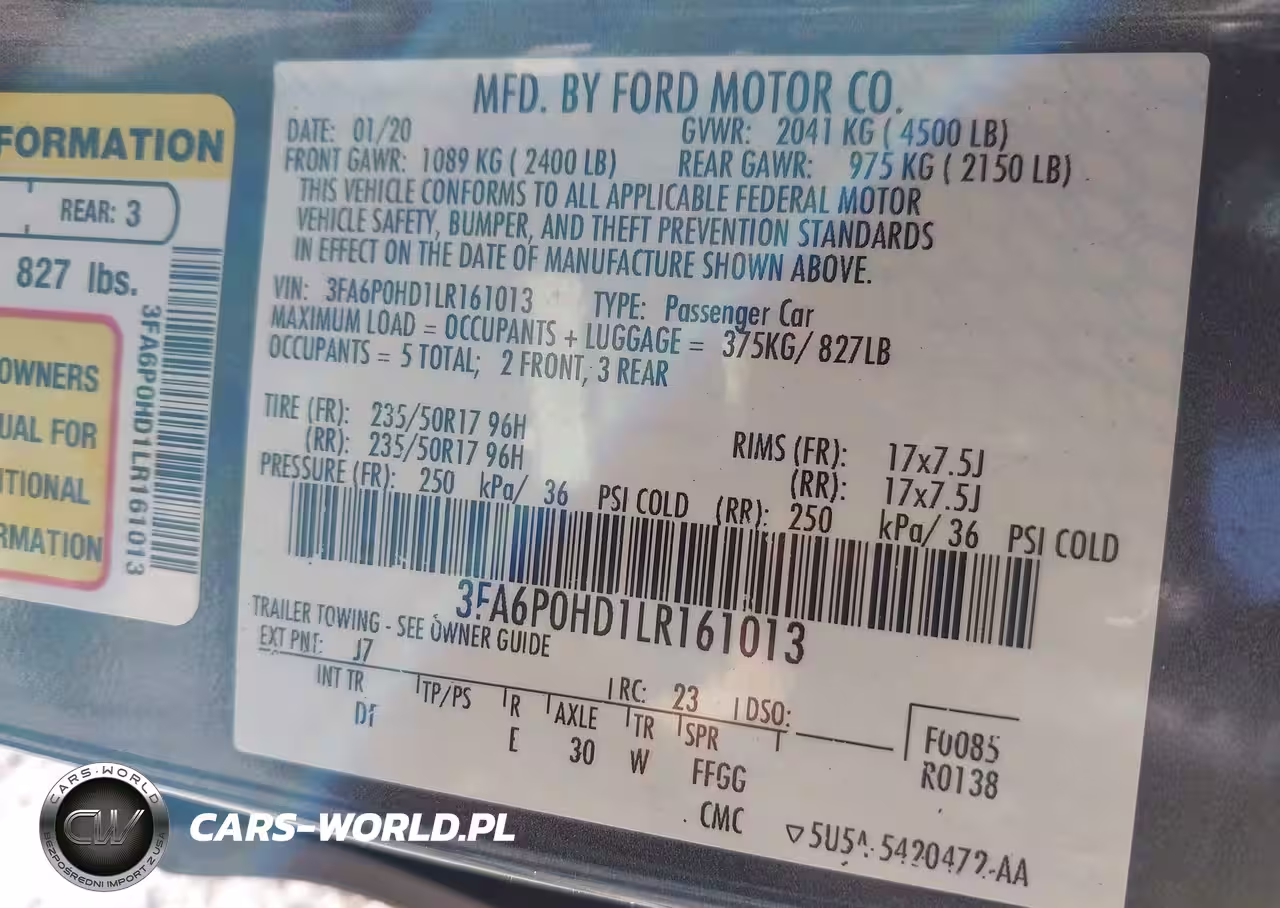 FORMATION
REAR: 3
827 lbs.
3FA6P0HD1LR161013
OWNERS
UAL FOR
ITIONAL
RMATION
MFD. BY FORD MOTOR CO.
DATE: 01/20 GVWR: 2041 KG ( 4500 LB)
FRONT GAWR: 1089 KG ( 2400 LB) REAR GAWR: 975 KG ( 2150 LB)
THIS VEHICLE CONFORMS TO ALL APPLICABLE FEDERAL MOTOR
VEHICLE SAFETY, BUMPER, AND THEFT PREVENTION STANDARDS
IN EFFECT ON THE DATE OF MANUFACTURE SHOWN ABOVE.
VIN: 3FA6P0HD1LR161013 TYPE: Passenger Car
MAXIMUM LOAD = OCCUPANTS + LUGGAGE = 375KG/ 827LB
OCCUPANTS = 5 TOTAL; 2 FRONT, 3 REAR
TIRE (FR): 235/50R17 96H RIMS (FR): 17x7.5J
(RR): 235/50R17 96H (RR): 17x7.5J
PRESSURE (FR): 250 kPa/ 36 PSI COLD (RR): 250 kPa/ 36 PSI COLD
3FA6P0HD1LR161013
TRAILER TOWING - SEE OWNER GUIDE
EXT PNT: J7 RC: 23 DSO:
INT TR TP/PS R AXLE TR SPR T
DF E 30 W FFGG
CMC
F0085
R0138
5U5A-5420472-AA
CARS-WORLD
CW
BEZPOŚREDNI IMPORT Z USA
CARS-WORLD.PL